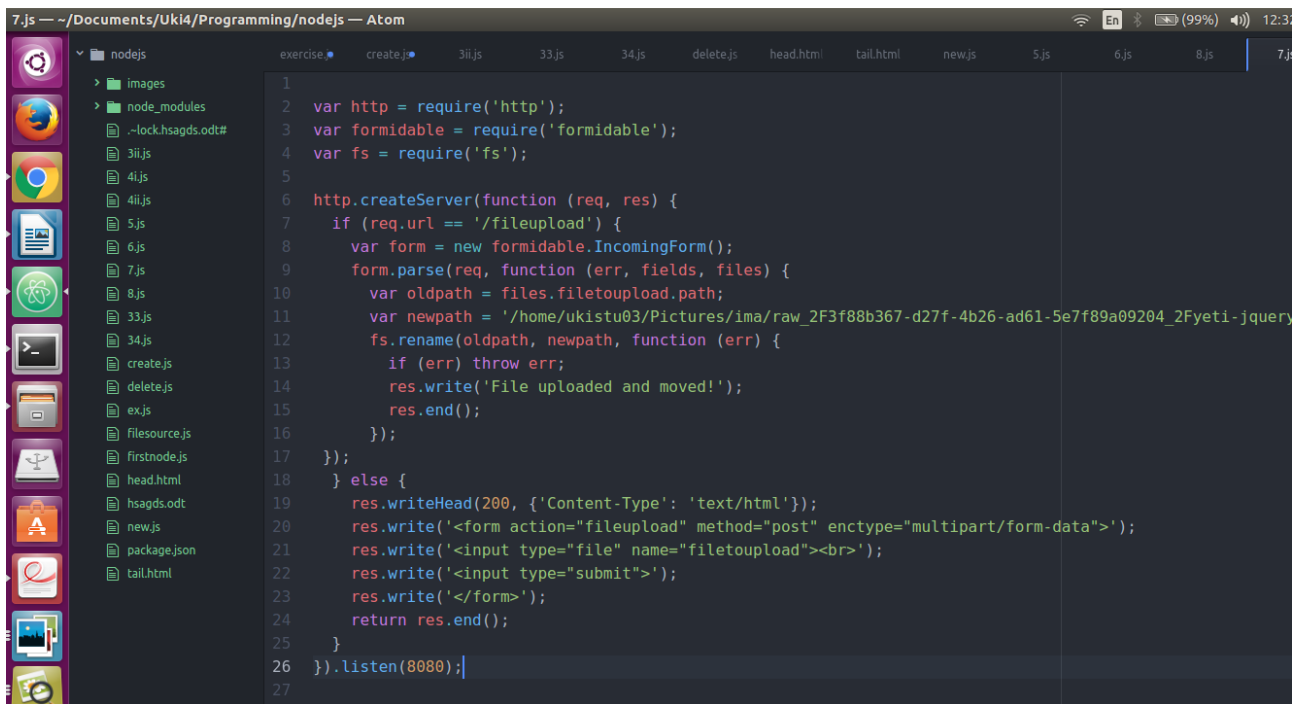 7.js — ~/Documents/Uki4/Programming/nodejs — Atom
En
(99%)
nodejs
images
node_modules
.~lock.hsagds.odt#
3ii.js
4i.js
4ii.js
5.js
6.js
7.js
8.js
33.js
34.js
create.js
delete.js
ex.js
filesource.js
firstnode.js
head.html
hsagds.odt
new.js
package.json
tail.html
create.js 3ii.js 33.js 34.js delete.js tail.html new.js 5.js 6.js 8.js
1
2 var http = require('http');
3 var formidable = require('formidable');
4 var fs = require('fs');
5
6 http.createServer(function (req, res) {
7 if (req.url == '/fileupload') {
8 var form = new formidable.IncomingForm();
9 form.parse(req, function (err, fields, files) {
10 var oldpath = files.filetoupload.path;
11 var newpath = '/home/ukistu03/Pictures/ima/raw_2F3f88b367-d27f-4b26-ad61-5e7f89a09204_2Fyeti-jquery
12 fs.rename(oldpath, newpath, function (err) {
13 if (err) throw err;
14 res.write('File uploaded and moved!');
15 res.end();
16 });
17 });
18 } else {
19 res.writeHead(200, {'Content-Type': 'text/html'});
20 res.write('<form action="fileupload" method="post" enctype="multipart/form-data">');
21 res.write('<input type="file" name="filetoupload"><br>');
22 res.write('<input type="submit">');
23 res.write('</form>');
24 return res.end();
25 }
26 }).listen(8080);
27